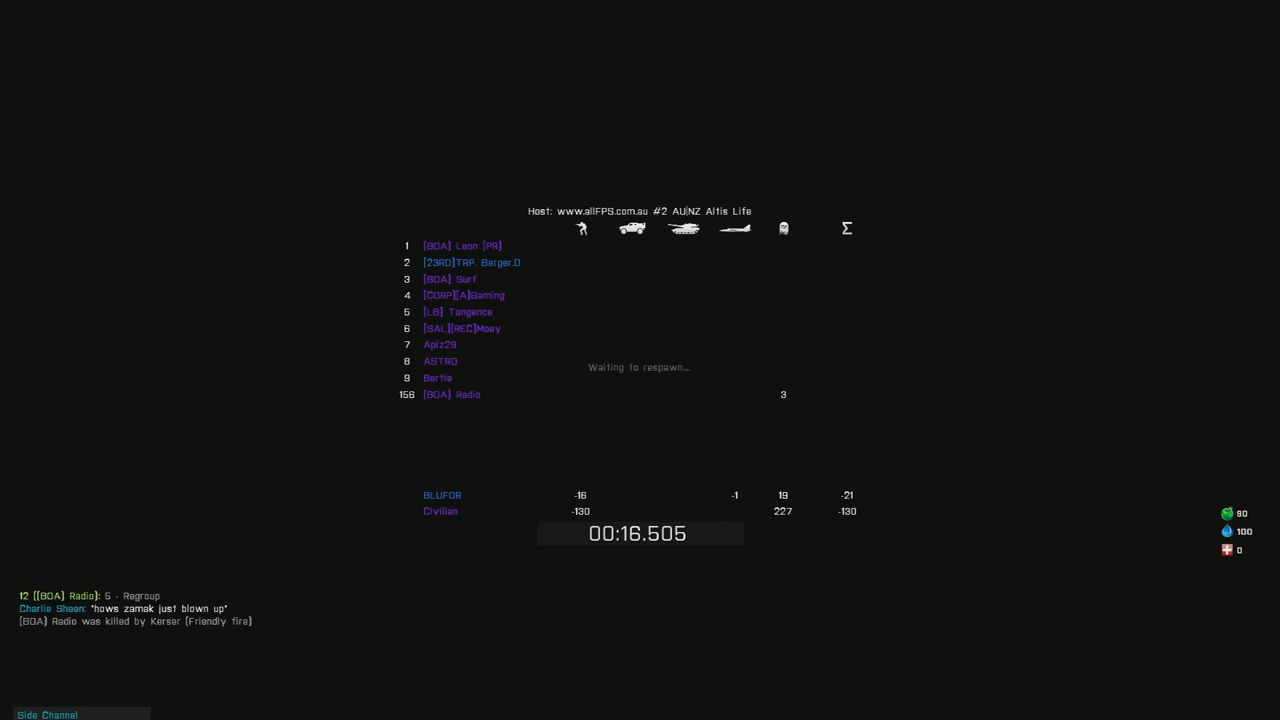 Host: www.allFPS.com.au #2 AU|NZ Altis Life
Σ
1 [BOA] Leon [PR]
2 [23RD]TRP. Berger.D
3 [BOA] Surf
4 [CORP][A]Gaming
5 [LB] Tangence
6 [SAL][REC]Moey
7 Apiz29
8 ASTRO
Waiting to respawn...
9 Bertie
156 [BOA] Radio 3
BLUFOR -16 -1 19 -21
Civilian -130 227 -130
00:16.505
90
100
0
12 ([BOA] Radio): 5 - Regroup
Charlie Sheen: "hows zamak just blown up"
[BOA] Radio was killed by Kerser (Friendly fire)
Side Channel